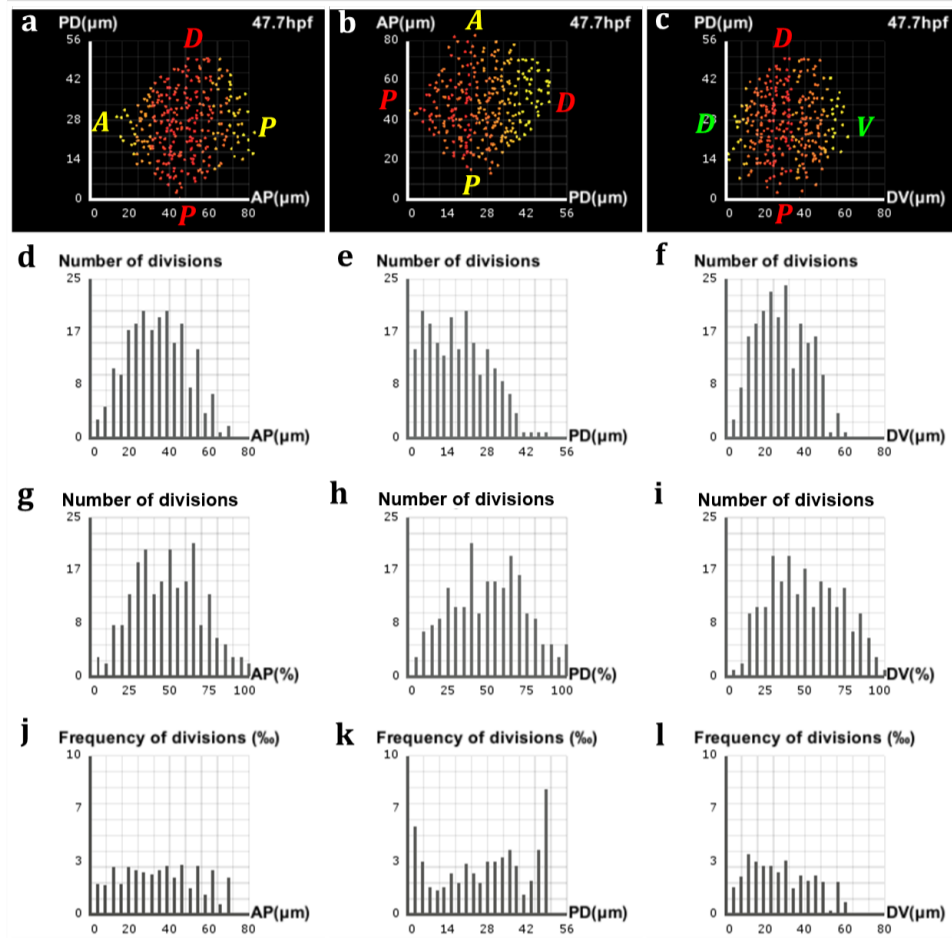 a PD(μm) 47.7hpf
56
D
42
A 28 P
14
0
P AP(μm)
0 20 40 60 80
b AP(μm) A 47.7hpf
80
60
P D
40
20
P
0 PD(μm)
0 14 28 42 56
c PD(μm) 47.7hpf
56
D
42
D V
14
0
P DV(μm)
0 20 40 60 80
d Number of divisions
25
17
8
0 AP(μm)
0 20 40 60 80
e Number of divisions
25
17
8
0 PD(μm)
0 14 28 42 56
f Number of divisions
25
17
8
0 DV(μm)
0 20 40 60 80
g Number of divisions
25
17
8
0 AP(%)
0 25 50 75 100
h Number of divisions
25
17
8
0 PD(%)
0 25 50 75 100
i Number of divisions
25
17
8
0 DV(%)
0 25 50 75 100
j Frequency of divisions (‰)
10
7
3
0 AP(μm)
0 20 40 60 80
k Frequency of divisions (‰)
10
7
3
0 PD(μm)
0 14 28 42 56
l Frequency of divisions (‰)
10
7
3
0 DV(μm)
0 20 40 60 80